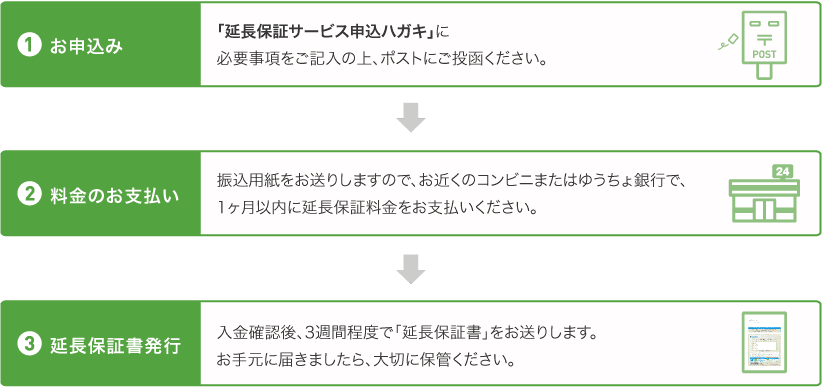 1 お申込み
「延長保証サービス申込ハガキ」に
必要事項をご記入の上、ポストにご投函ください。
POST
2 料金のお支払い
振込用紙をお送りしますので、お近くのコンビニまたはゆうちょ銀行で、
1ヶ月以内に延長保証料金をお支払いください。
24
3 延長保証書発行
入金確認後、3週間程度で「延長保証書」をお送りします。
お手元に届きましたら、大切に保管ください。